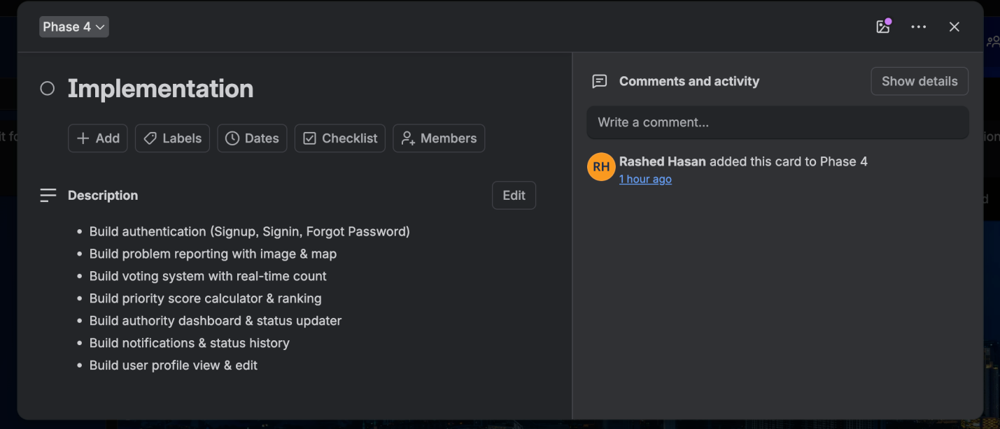 Phase 4
Implementation
Add
Labels
Dates
Checklist
Members
Description
Edit
• Build authentication (Signup, Signin, Forgot Password)
• Build problem reporting with image & map
• Build voting system with real-time count
• Build priority score calculator & ranking
• Build authority dashboard & status updater
• Build notifications & status history
• Build user profile view & edit
Comments and activity
Show details
Write a comment...
RH
Rashed Hasan added this card to Phase 4
1 hour ago